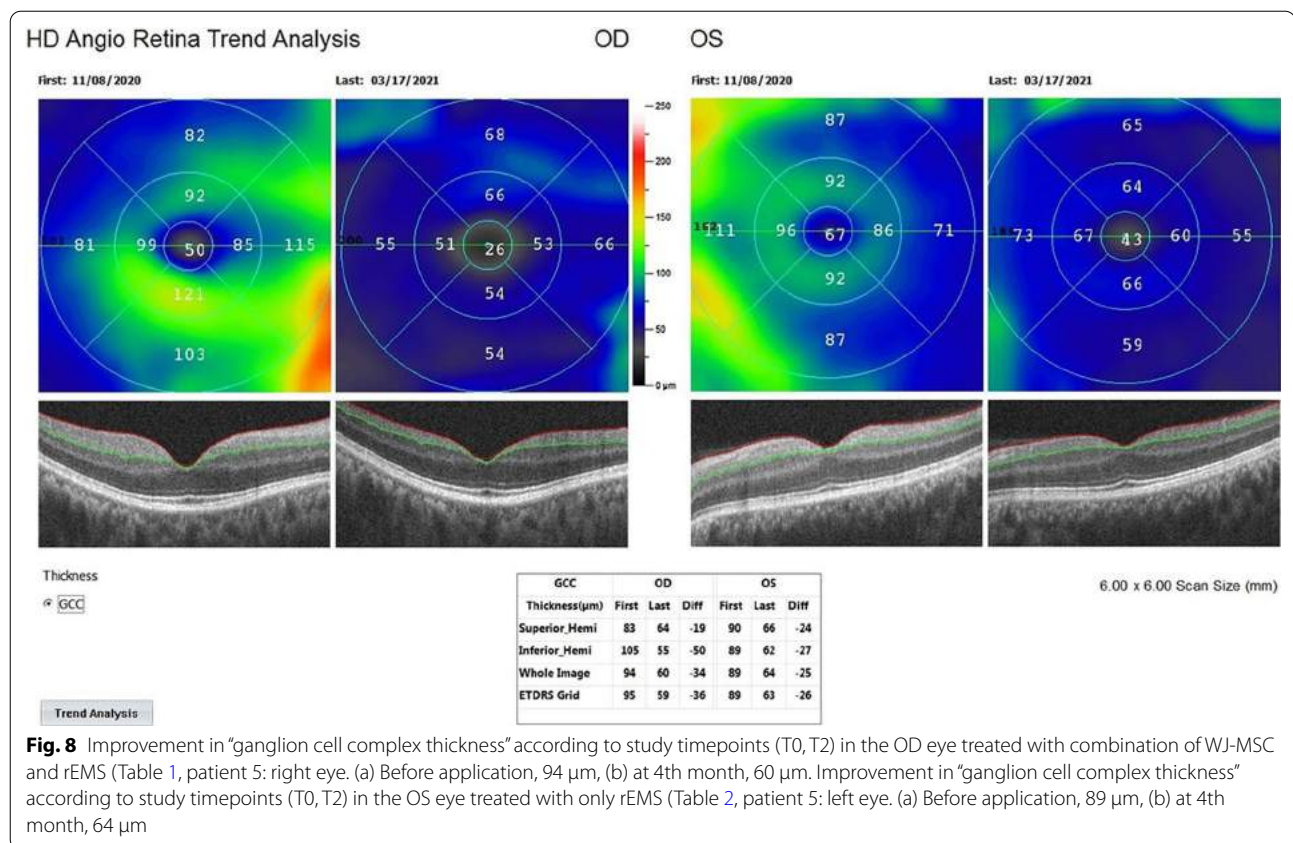 HD Angio Retina Trend Analysis OD OS
First: 11/08/2020 Last: 03/17/2021 First: 11/08/2020 Last: 03/17/2021
82
92
81 99 50 85 115
121
103
68
66
55 51 26 53 66
54
54
250
200
150
100
50
0 µm
87
92
111 96 67 86 71
92
87
65
64
73 67 43 60 55
66
59
Thickness
GCC
GCC OD OS
Thickness(µm) First Last Diff First Last Diff
Superior_Hemi 83 64 -19 90 66 -24
Inferior_Hemi 105 55 -50 89 62 -27
Whole Image 94 60 -34 89 64 -25
ETDRS Grid 95 59 -36 89 63 -26
6.00 x 6.00 Scan Size (mm)
Trend Analysis
Fig. 8 Improvement in "ganglion cell complex thickness" according to study timepoints (T0, T2) in the OD eye treated with combination of WJ-MSC
and rEMS (Table 1, patient 5: right eye. (a) Before application, 94 µm, (b) at 4th month, 60 µm. Improvement in "ganglion cell complex thickness"
according to study timepoints (T0, T2) in the OS eye treated with only rEMS (Table 2, patient 5: left eye. (a) Before application, 89 µm, (b) at 4th
month, 64 µm